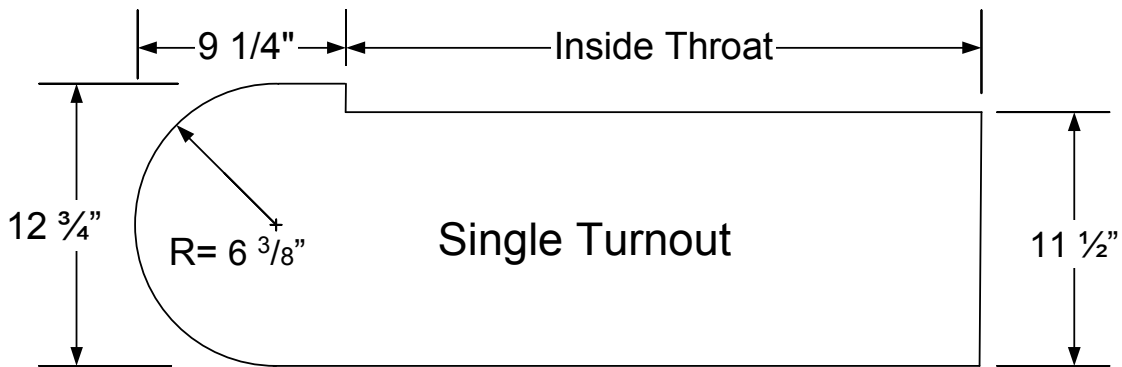 9 1/4"
Inside Throat
12 ¾”
R= 6 3/8”
Single Turnout
11 ½”